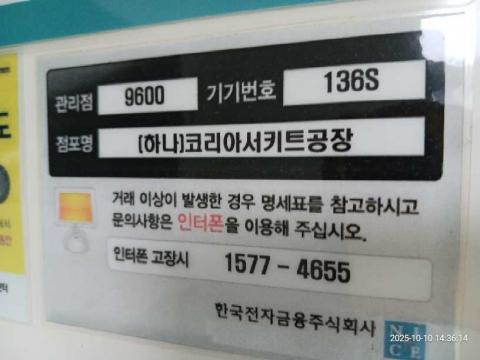 관리점 9600 기기번호 136S
점포명 (하나)코리아서키트공장
거래 이상이 발생한 경우 명세표를 참고하시고
문의사항은 인터폰을 이용해 주십시오.
인터폰 고장시 1577-4655
한국전자금융주식회사
NICE
2025-10-10 14:36:14